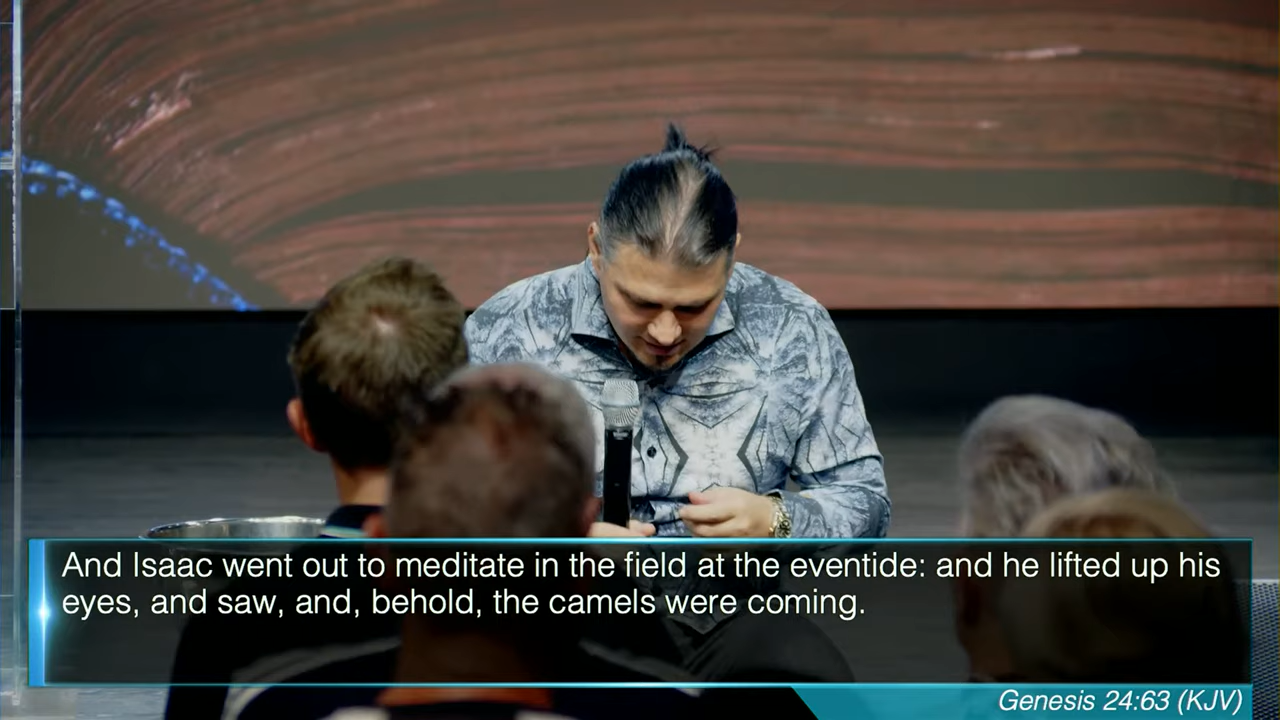 And Isaac went out to meditate in the field at the eventide: and he lifted up his
eyes, and saw, and, behold, the camels were coming.
Genesis 24:63 (KJV)